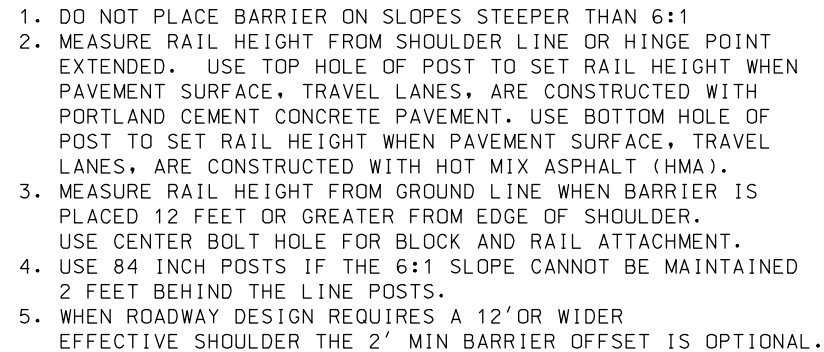 1. DO NOT PLACE BARRIER ON SLOPES STEEPER THAN 6:1
2. MEASURE RAIL HEIGHT FROM SHOULDER LINE OR HINGE POINT
EXTENDED. USE TOP HOLE OF POST TO SET RAIL HEIGHT WHEN
PAVEMENT SURFACE, TRAVEL LANES, ARE CONSTRUCTED WITH
PORTLAND CEMENT CONCRETE PAVEMENT. USE BOTTOM HOLE OF
POST TO SET RAIL HEIGHT WHEN PAVEMENT SURFACE, TRAVEL
LANES, ARE CONSTRUCTED WITH HOT MIX ASPHALT (HMA).
3. MEASURE RAIL HEIGHT FROM GROUND LINE WHEN BARRIER IS
PLACED 12 FEET OR GREATER FROM EDGE OF SHOULDER.
USE CENTER BOLT HOLE FOR BLOCK AND RAIL ATTACHMENT.
4. USE 84 INCH POSTS IF THE 6:1 SLOPE CANNOT BE MAINTAINED
2 FEET BEHIND THE LINE POSTS.
5. WHEN ROADWAY DESIGN REQUIRES A 12'OR WIDER
EFFECTIVE SHOULDER THE 2' MIN BARRIER OFFSET IS OPTIONAL.